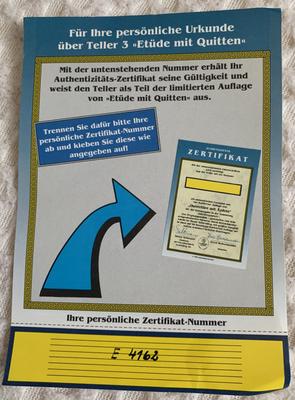 Für Ihre persönliche Urkunde
über Teller 3 »Etüde mit Quitten«
Mit der untenstehenden Nummer erhält Ihr
Authentizitäts-Zertifikat seine Gültigkeit und
weist den Teller als Teil der limitierten Auflage
von »Etüde mit Quitten« aus.
Trennen Sie dafür bitte Ihre
persönliche Zertifikat-Nummer
ab und kleben Sie diese wie
angegeben auf!
ZERTIFIKAT
Ihre persönliche Zertifikat-Nummer
E 4162